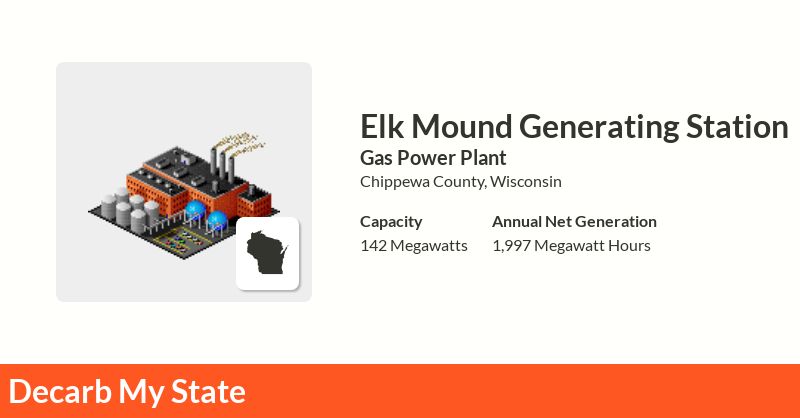 Elk Mound Generating Station
Gas Power Plant
Chippewa County, Wisconsin
Capacity
142 Megawatts
Annual Net Generation
1,997 Megawatt Hours
Decarb My State